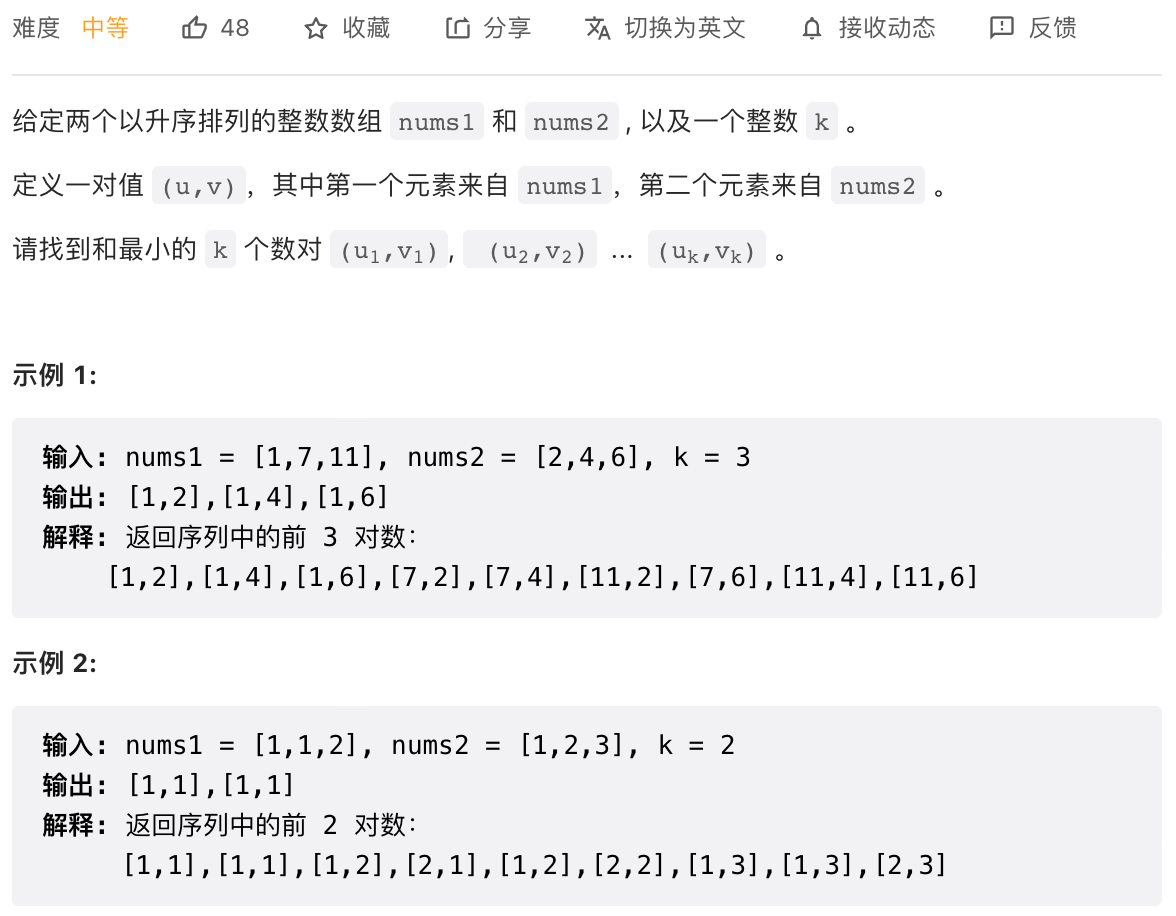 难度 中等 48 收藏 分享 切换为英文 接收动态 反馈
给定两个以升序排列的整数数组 nums1 和 nums2 , 以及一个整数 k 。
定义一对值 (u,v)，其中第一个元素来自 nums1，第二个元素来自 nums2 。
请找到和最小的 k 个数对 (u₁,v₁), (u₂,v₂) ... (uₖ,vₖ) 。
示例 1:
输入: nums1 = [1,7,11], nums2 = [2,4,6], k = 3
输出: [1,2],[1,4],[1,6]
解释: 返回序列中的前 3 对数：
[1,2],[1,4],[1,6],[7,2],[7,4],[11,2],[7,6],[11,4],[11,6]
示例 2:
输入: nums1 = [1,1,2], nums2 = [1,2,3], k = 2
输出: [1,1],[1,1]
解释: 返回序列中的前 2 对数：
[1,1],[1,1],[1,2],[2,1],[1,2],[2,2],[1,3],[1,3],[2,3]